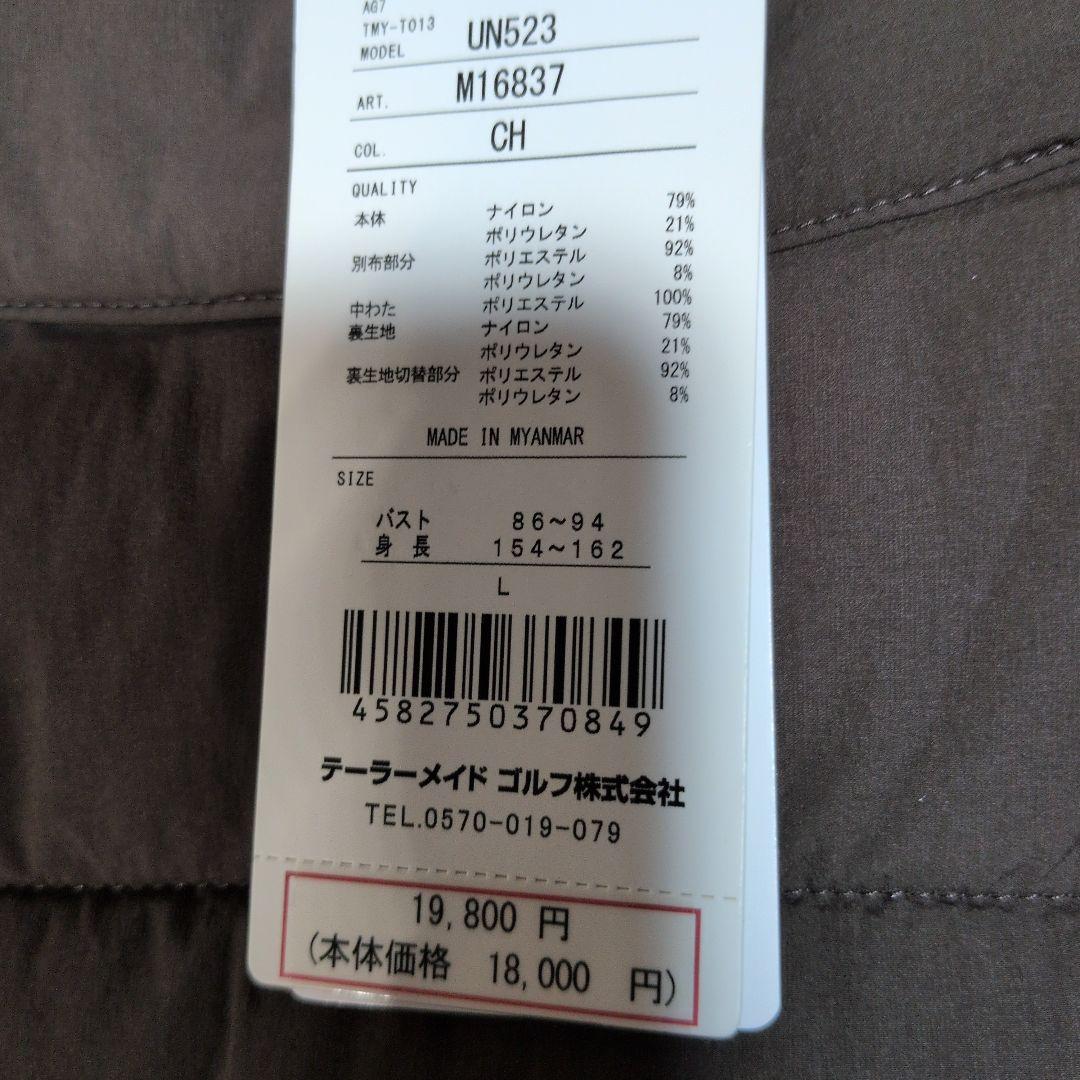 AG7
TMY-T013
MODEL UN523
ART. M16837
COL. CH
QUALITY
本体 ナイロン 79%
ポリウレタン 21%
別布部分 ポリエステル 92%
ポリウレタン 8%
中わた ポリエステル 100%
裏生地 ナイロン 79%
ポリウレタン 21%
裏生地切替部分 ポリエステル 92%
ポリウレタン 8%
MADE IN MYANMAR
SIZE
バスト 86～94
身 長 154～162
L
4582750370849
テーラーメイド ゴルフ株式会社
TEL.0570-019-079
19,800 円
(本体価格 18,000 円)